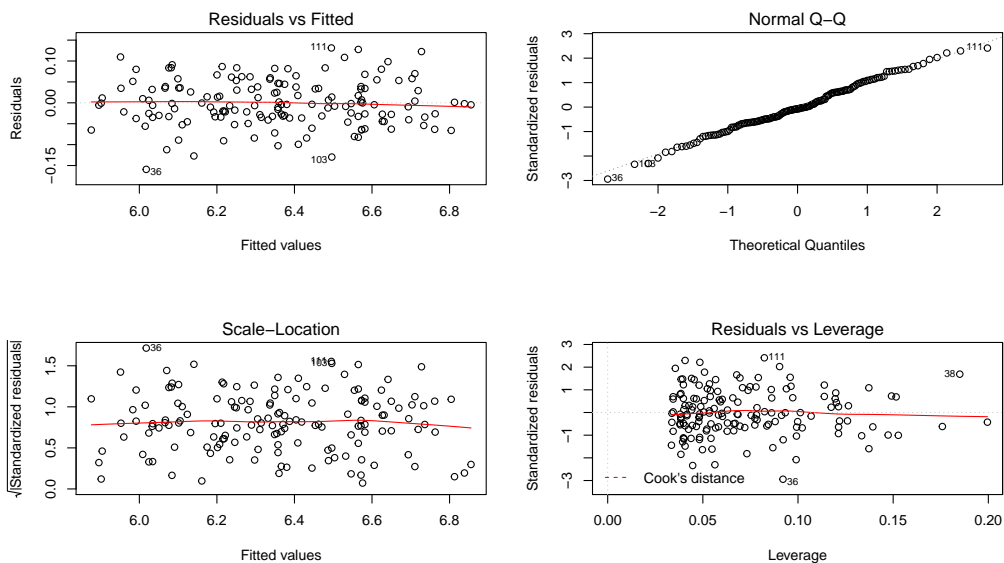 Residuals vs Fitted
Residuals
0.10
0.00
−0.15
111
103
36
6.0 6.2 6.4 6.6 6.8
Fitted values
Normal Q−Q
Standardized residuals
3
2
1
0
−1
−3
111
36
−2 −1 0 1 2
Theoretical Quantiles
Scale−Location
√|Standardized residuals|
1.5
1.0
0.5
0.0
36
111
103
6.0 6.2 6.4 6.6 6.8
Fitted values
Residuals vs Leverage
Standardized residuals
3
2
1
0
−1
−3
111
38
36
Cook's distance
0.00 0.05 0.10 0.15 0.20
Leverage